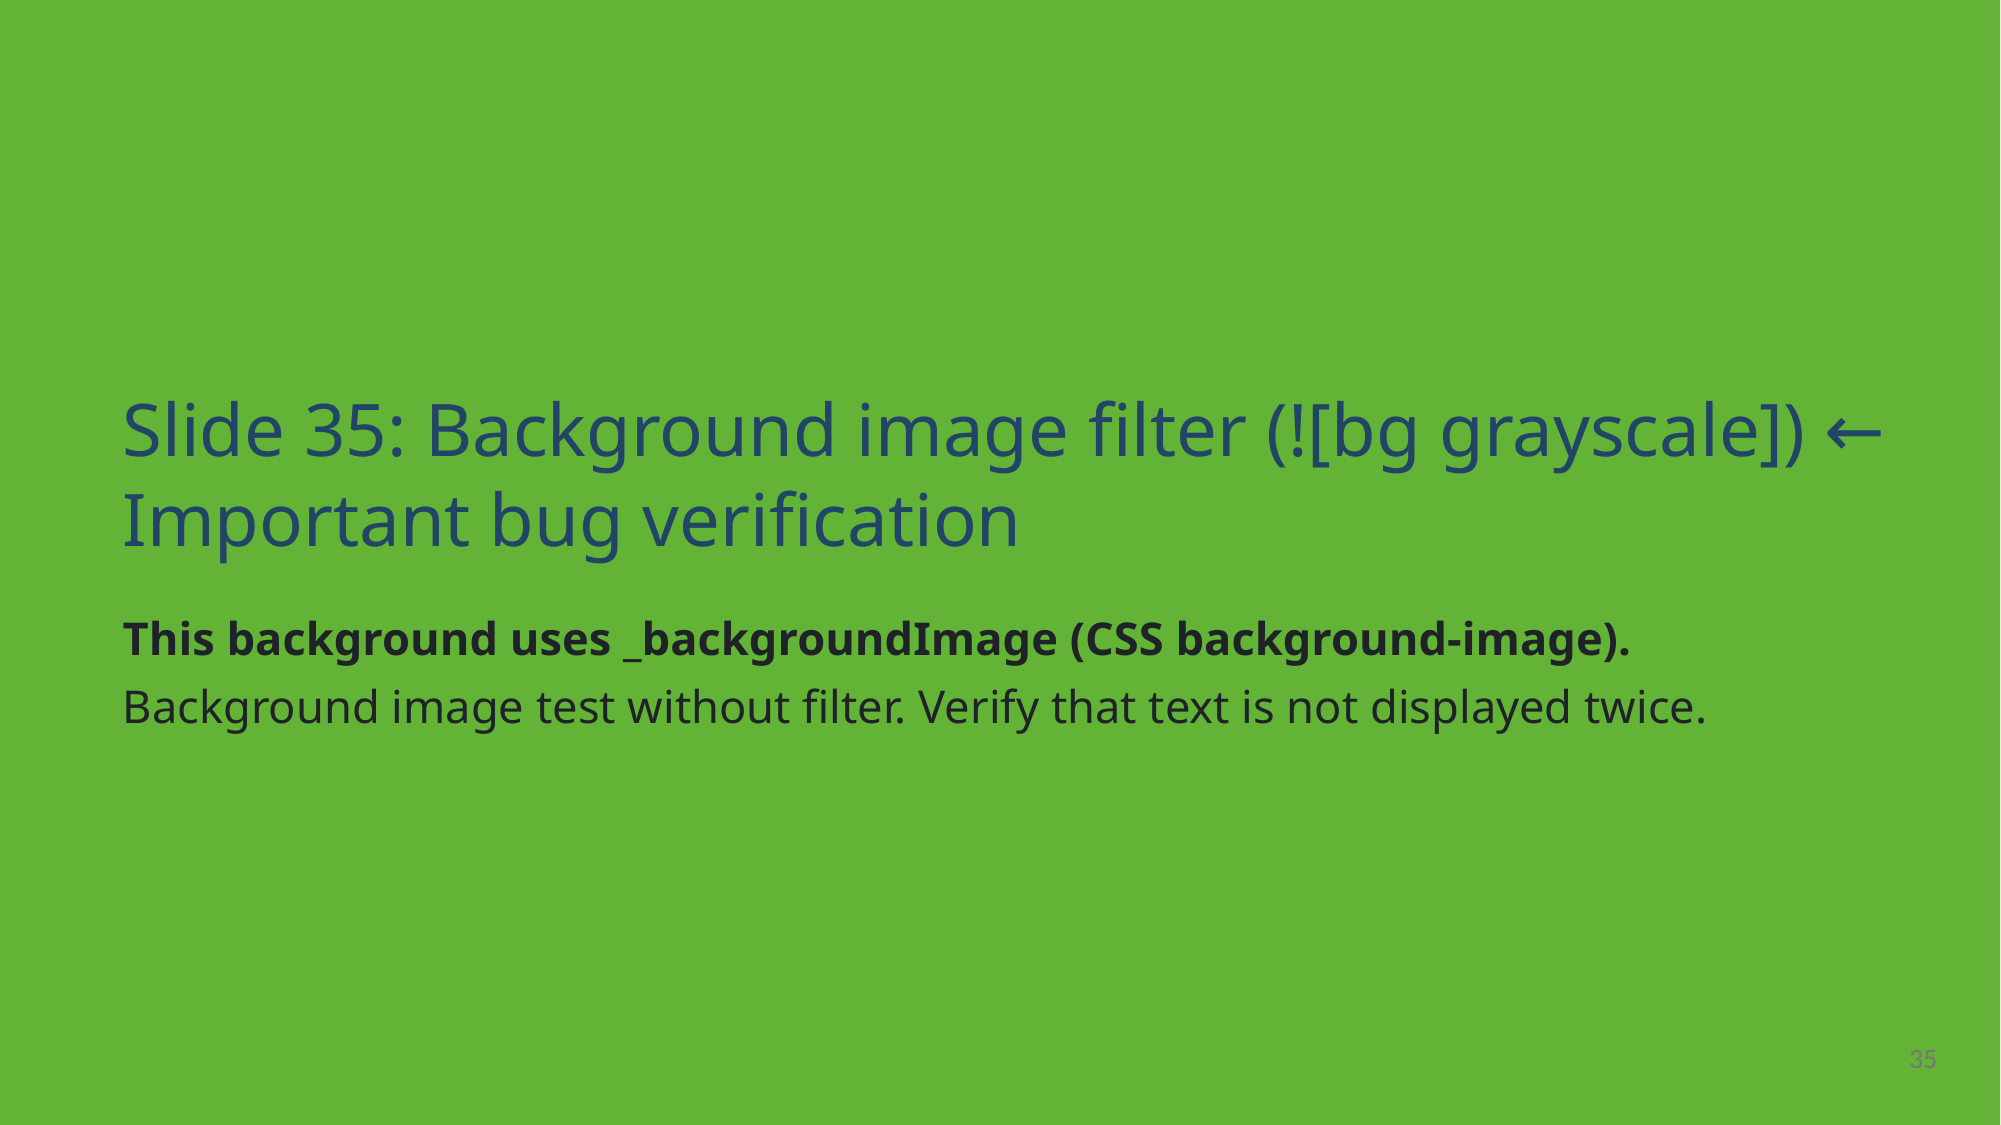 Slide 35: Background image filter (![bg grayscale]) ←
Important bug verification
This background uses _backgroundImage (CSS background-image).
Background image test without filter. Verify that text is not displayed twice.
35